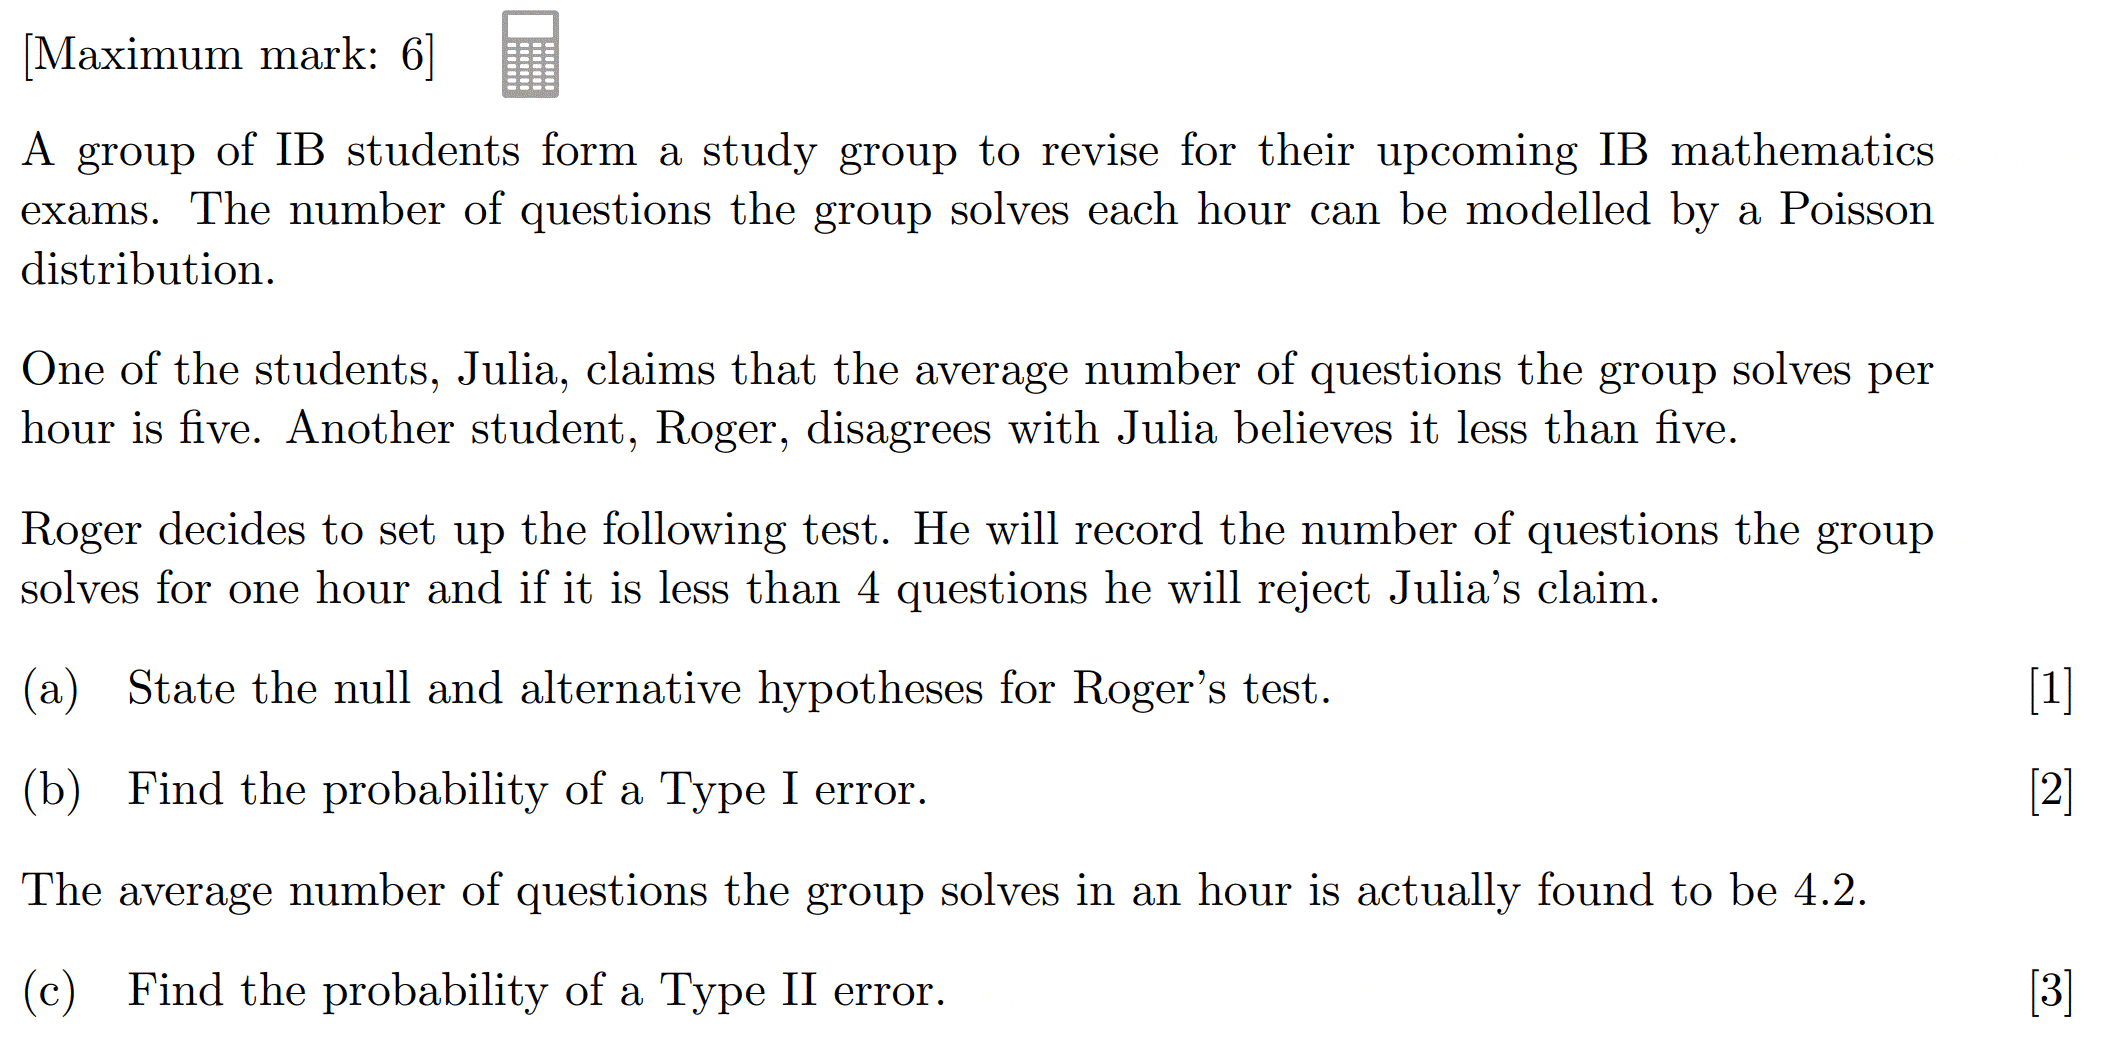 [Maximum mark: 6]
A group of IB students form a study group to revise for their upcoming IB mathematics
exams. The number of questions the group solves each hour can be modelled by a Poisson
distribution.
One of the students, Julia, claims that the average number of questions the group solves per
hour is five. Another student, Roger, disagrees with Julia believes it less than five.
Roger decides to set up the following test. He will record the number of questions the group
solves for one hour and if it is less than 4 questions he will reject Julia's claim.
(a) State the null and alternative hypotheses for Roger's test. [1]
(b) Find the probability of a Type I error. [2]
The average number of questions the group solves in an hour is actually found to be 4.2.
(c) Find the probability of a Type II error. [3]